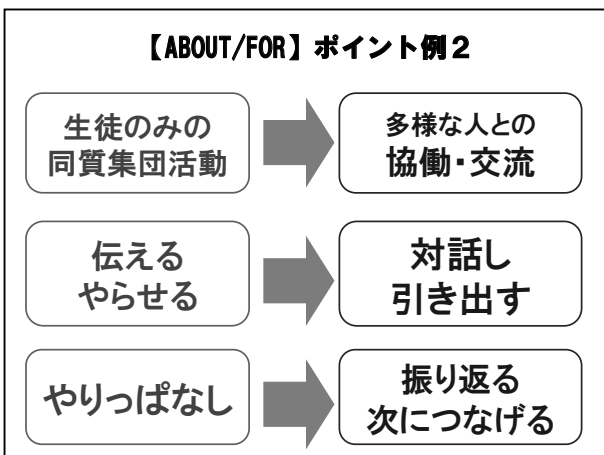 【ABOUT/FOR】ポイント例2
生徒のみの
同質集団活動
多様な人との
協働・交流
伝える
やらせる
対話し
引き出す
やりっぱなし
振り返る
次につなげる